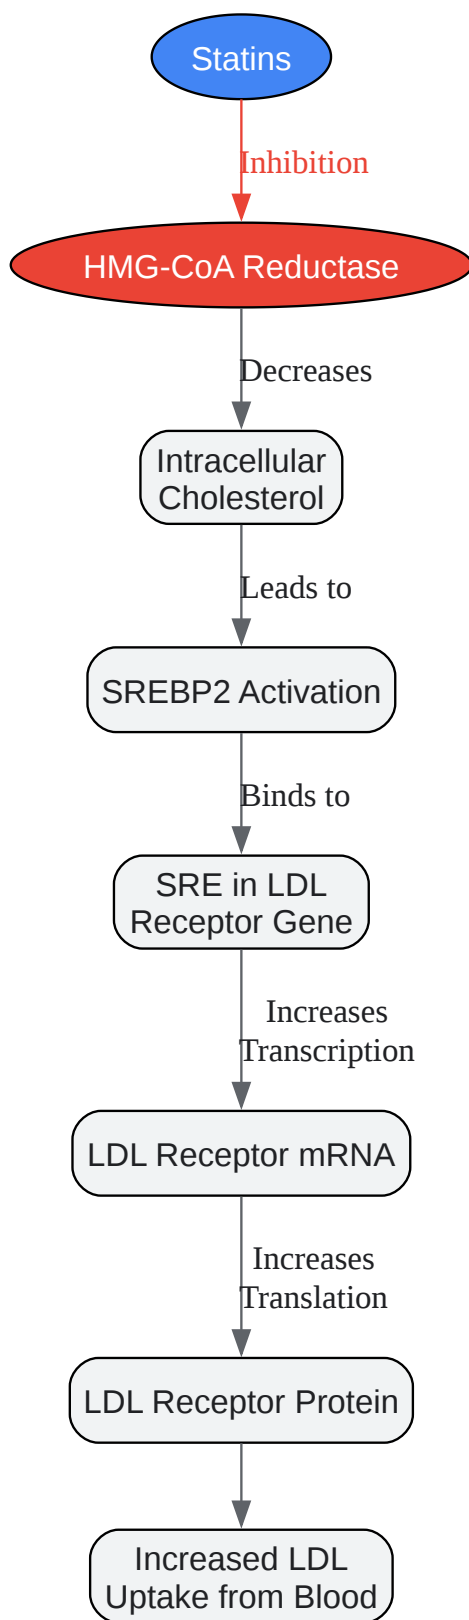 Statins
Inhibition
HMG-CoA Reductase
Decreases
Intracellular
Cholesterol
Leads to
SREBP2 Activation
Binds to
SRE in LDL
Receptor Gene
Increases
Transcription
LDL Receptor mRNA
Increases
Translation
LDL Receptor Protein
Increased LDL
Uptake from Blood